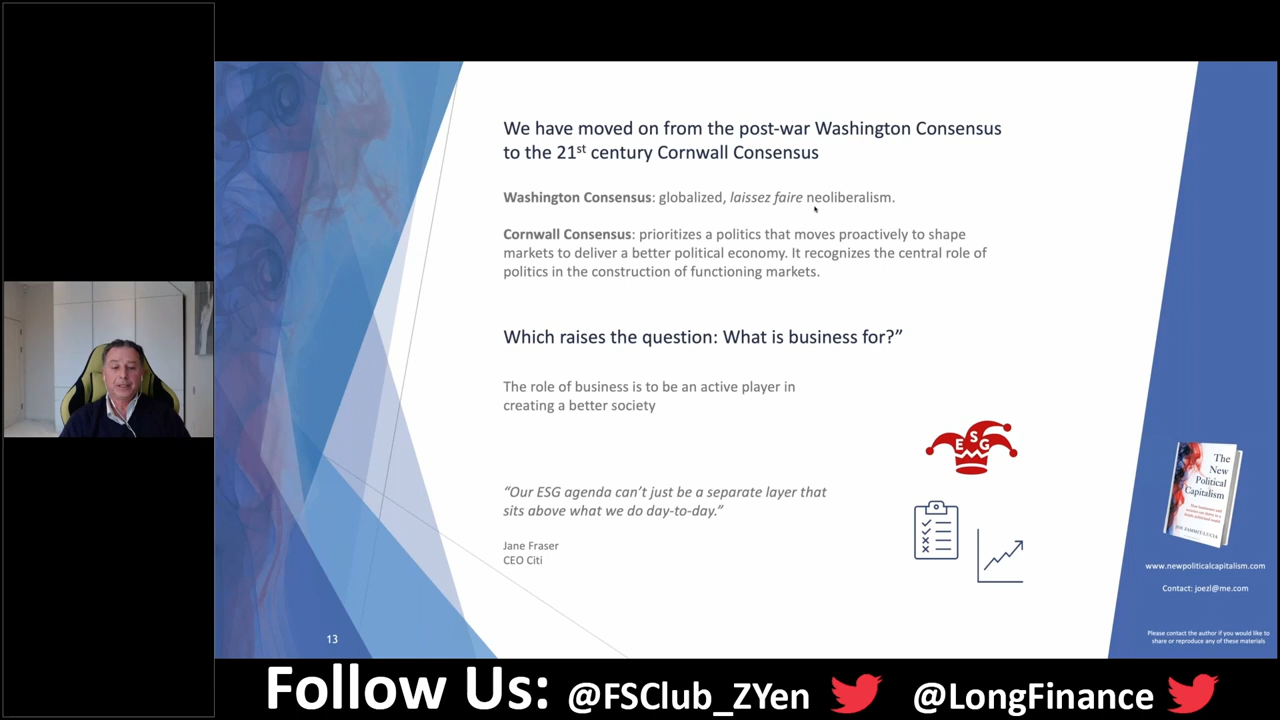 We have moved on from the post-war Washington Consensus
to the 21st century Cornwall Consensus
Washington Consensus: globalized, laissez faire neoliberalism.
Cornwall Consensus: prioritizes a politics that moves proactively to shape
markets to deliver a better political economy. It recognizes the central role of
politics in the construction of functioning markets.
Which raises the question: What is business for?”
The role of business is to be an active player in
creating a better society
ESG
“Our ESG agenda can’t just be a separate layer that
sits above what we do day-to-day.”
Jane Fraser
CEO Citi
The
New
Political
Capitalism
JOE ZAMMIT-LUCIA
www.newpoliticalcapitalism.com
Contact: joezl@me.com
Please contact the author if you would like to
share or reproduce any of these materials
13
Follow Us: @FSClub_ZYen @LongFinance